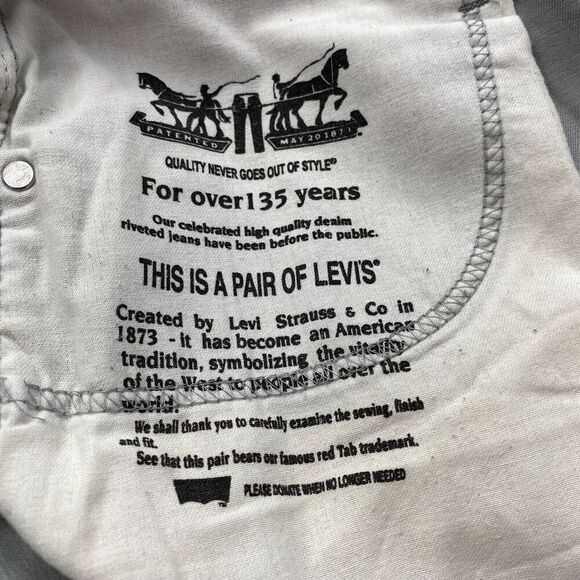 PATENTED MAY 20 1871
QUALITY NEVER GOES OUT OF STYLE®
For over135 years
Our celebrated high quality denim
riveted jeans have been before the public.
THIS IS A PAIR OF LEVI'S®
Created by Levi Strauss & Co in
1873 -it has become an American
tradition, symbolizing the vitality
of the West to people all over the
world.
We shall thank you to carefully examine the sewing, finish
and fit.
See that this pair bears our famous red Tab trademark.
PLEASE DONATE WHEN NO LONGER NEEDED
TM